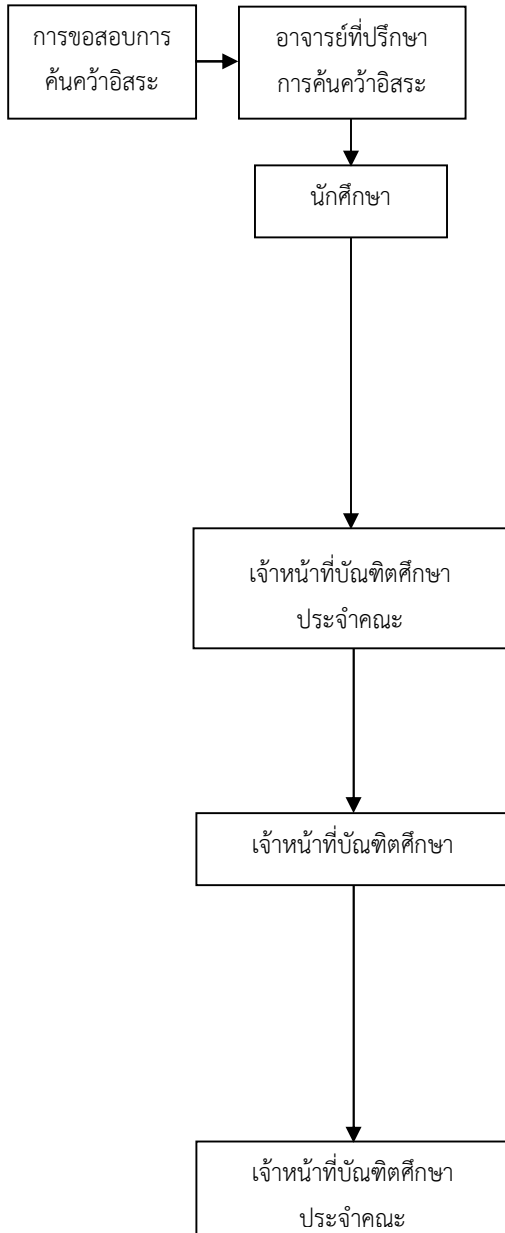 การขอสอบการ
ค้นคว้าอิสระ
อาจารย์ที่ปรึกษา
การค้นคว้าอิสระ
นักศึกษา
เจ้าหน้าที่บัณฑิตศึกษา
ประจำคณะ
เจ้าหน้าที่บัณฑิตศึกษา
เจ้าหน้าที่บัณฑิตศึกษา
ประจำคณะ